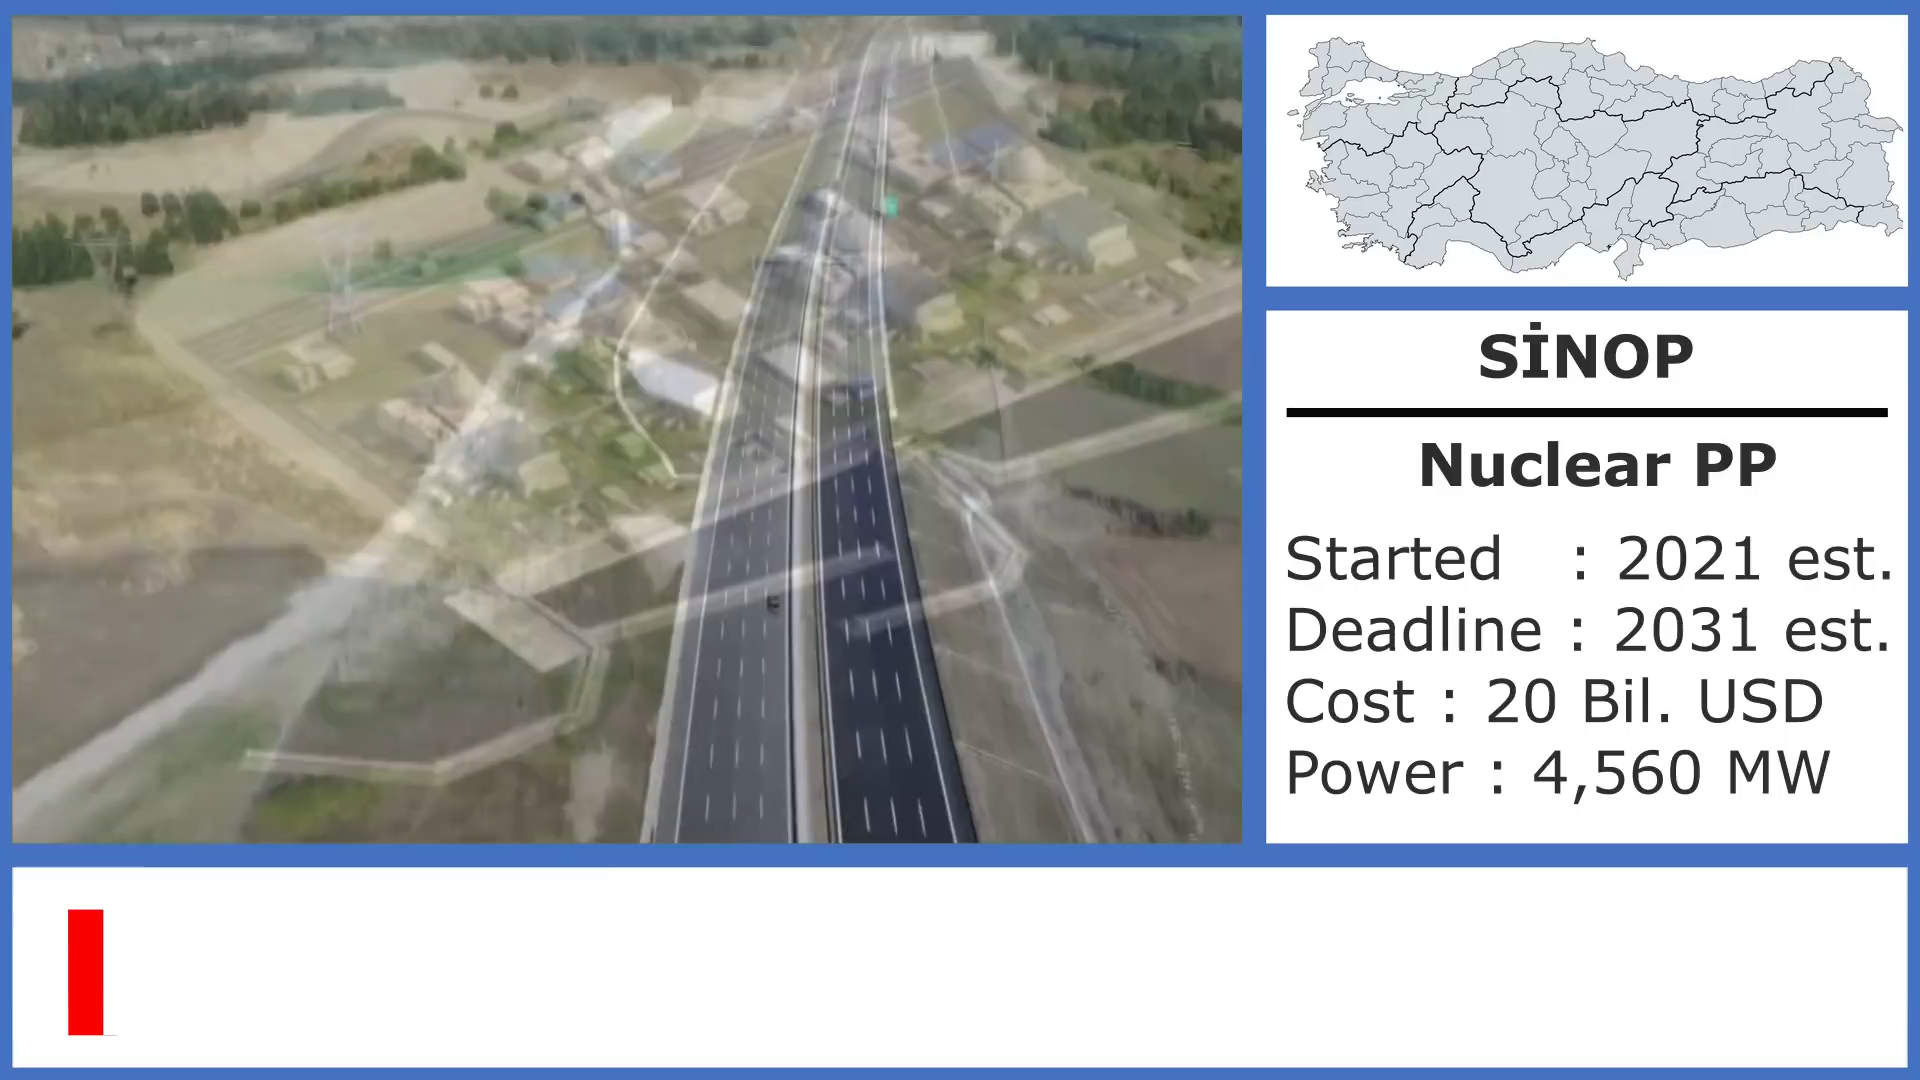 SİNOP
Nuclear PP
Started : 2021 est.
Deadline : 2031 est.
Cost : 20 Bil. USD
Power : 4,560 MW